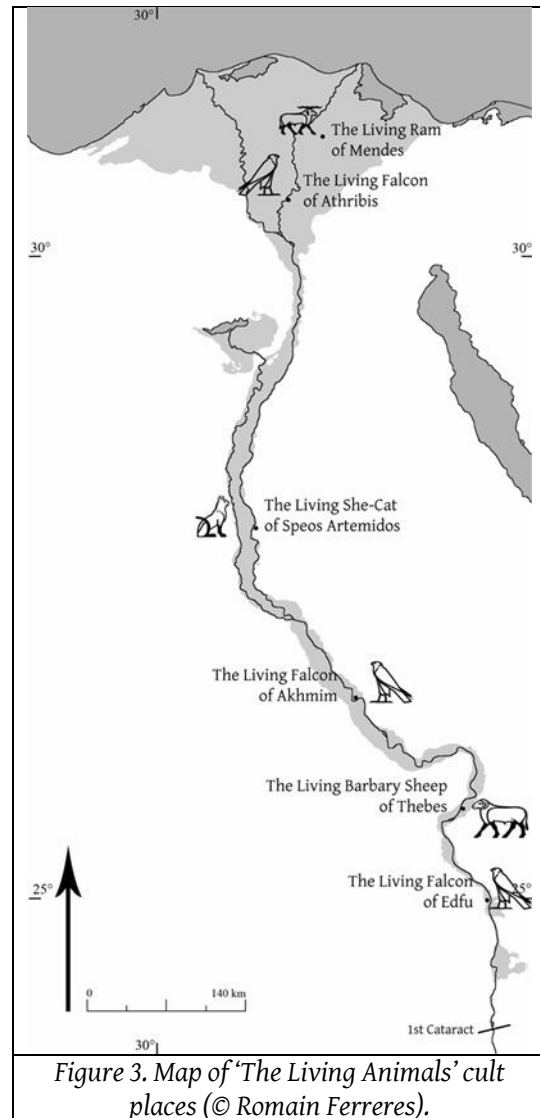 30°
The Living Ram
of Mendes
The Living Falcon
of Athribis
30°
30°
The Living She-Cat
of Speos Artemidos
The Living Falcon
of Akhmim
The Living Barbary Sheep
of Thebes
The Living Falcon
of Edfu
25°
25°
0
140 km
1st Cataract
30°
Figure 3. Map of ‘The Living Animals’ cult
places (© Romain Ferreres).